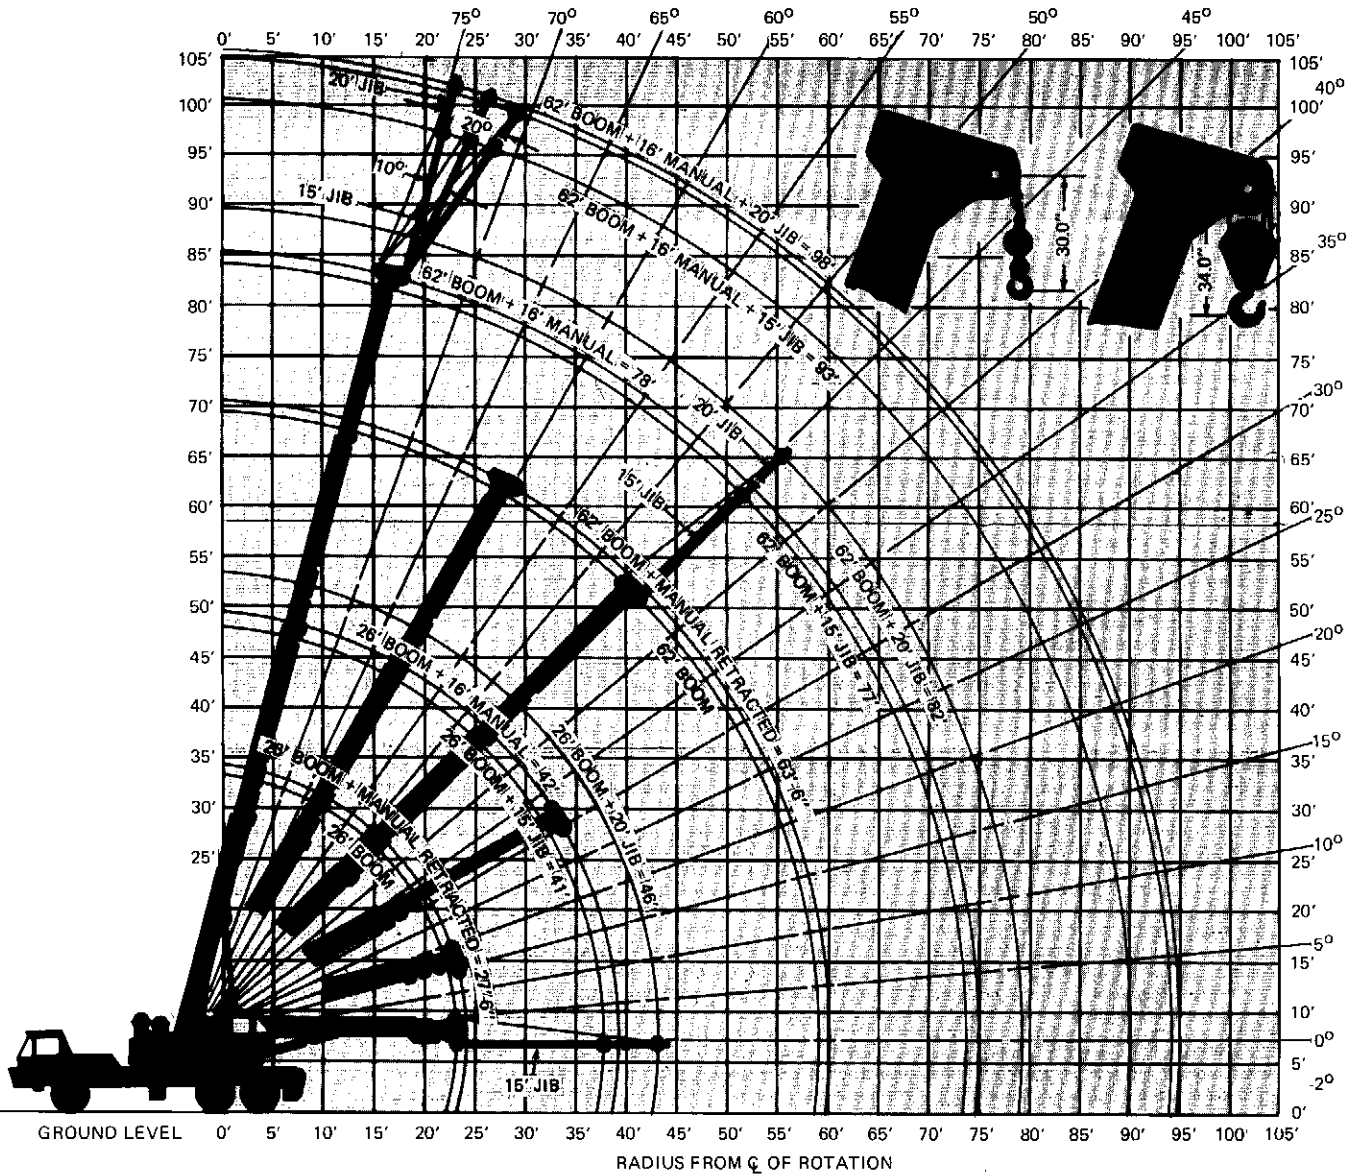 75° 70° 65° 60° 55° 50° 45°
0' 5' 10' 15' 20' 25' 30' 35' 40' 45' 50' 55' 60' 65' 70' 75' 80' 85' 90' 95' 100' 105'
105' 105'
20' JIB 40°
100' 62' BOOM + 16' MANUAL + 20' JIB = 98' 100'
20°
95' 95'
10° 62' BOOM + 16' MANUAL + 15' JIB = 93'
15' JIB
90' 90'
30.0"
35°
85' 85'
34.0"
62' BOOM + 16' MANUAL = 78'
80' 80'
75' 75'
30°
70' 70'
20' JIB
65' 65'
15' JIB
60' 60'
25°
62' BOOM + MANUAL RETRACTED = 63'-6"
62' BOOM + 15' JIB = 77'
62' BOOM + 20' JIB = 82'
55' 55'
50' 50'
20°
62' BOOM
45' 45'
26' BOOM + 16' MANUAL = 42'
40' 40'
26' BOOM + 20' JIB = 46'
26' BOOM + 15' JIB = 41'
15°
35' 35'
26' BOOM + MANUAL RETRACTED = 27'-6"
30' 30'
26' BOOM
10°
25' 25'
20'
5°
15'
10'
0°
5'
15' JIB
-2°
0'
GROUND LEVEL 0' 5' 10' 15' 20' 25' 30' 35' 40' 45' 50' 55' 60' 65' 70' 75' 80' 85' 90' 95' 100' 105'
RADIUS FROM ℄ OF ROTATION